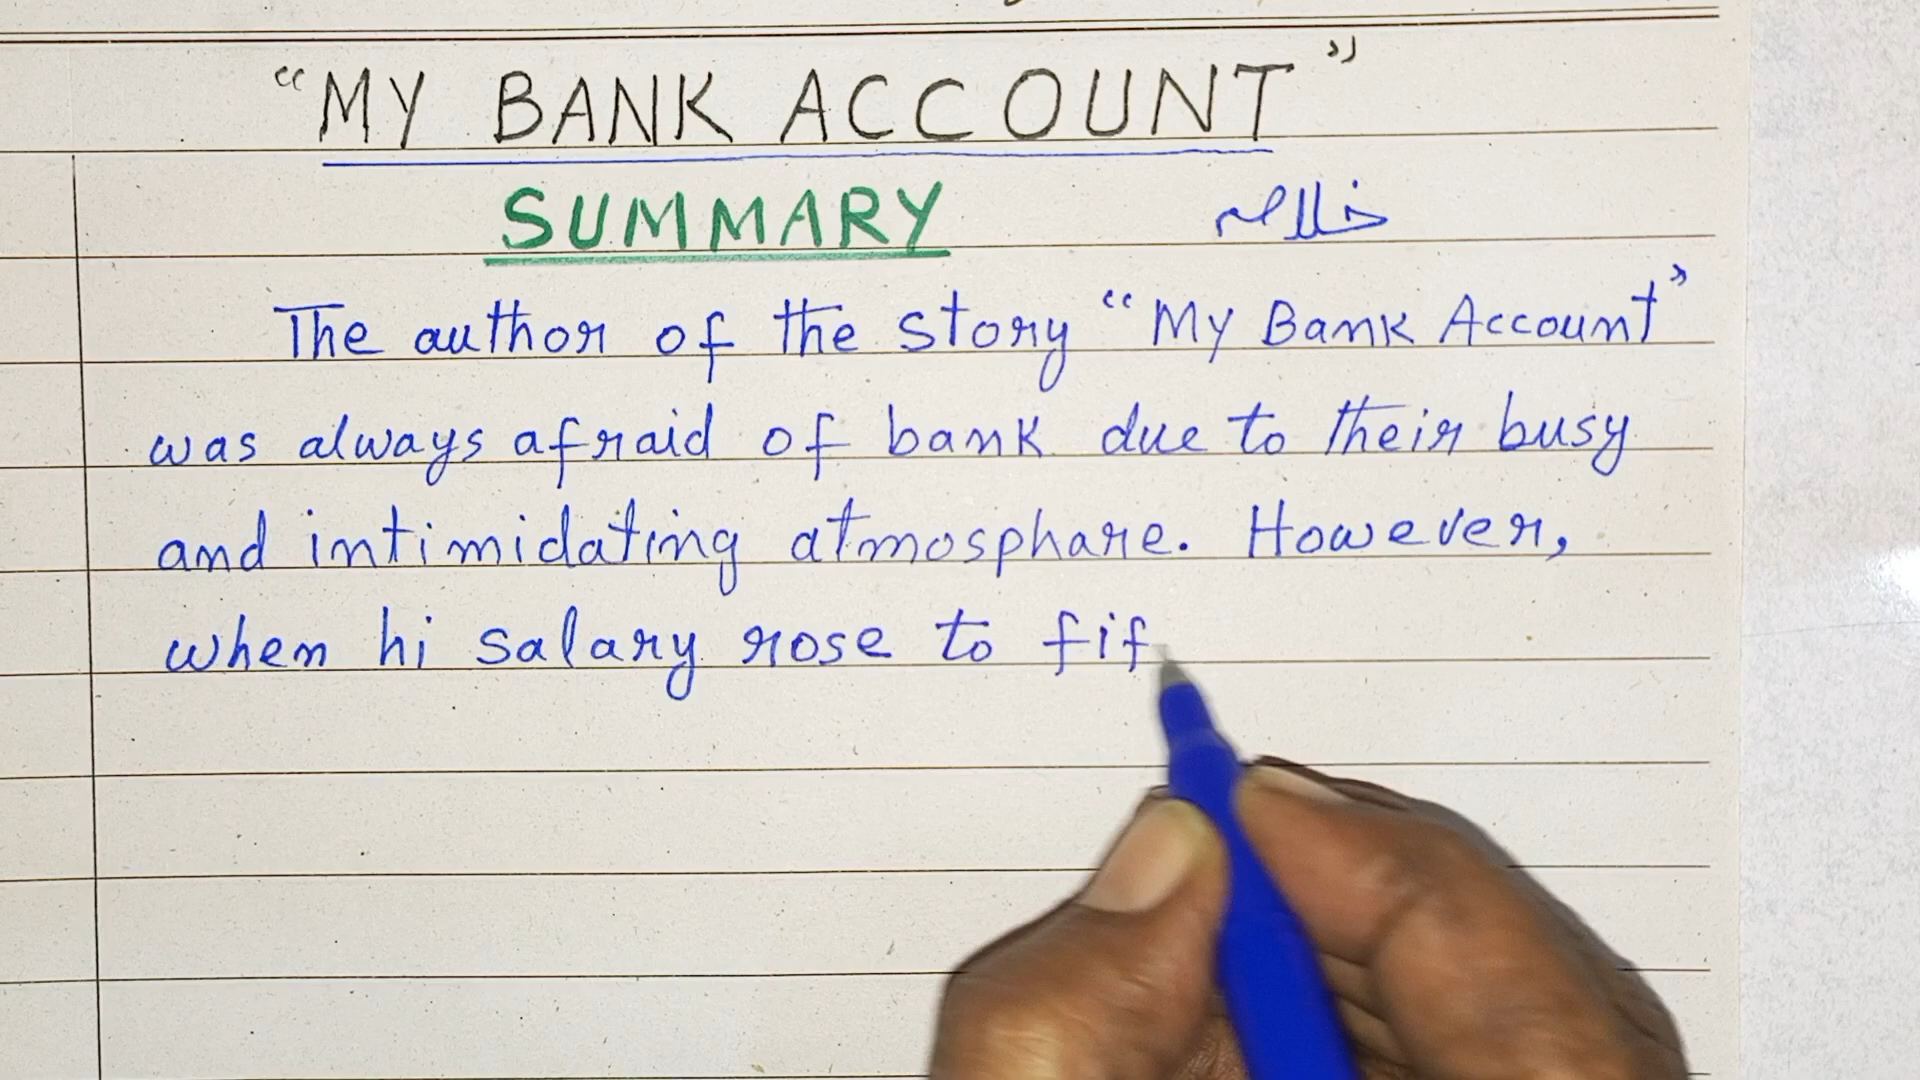 “MY BANK ACCOUNT”
SUMMARY خلاصہ
The author of the story “My Bank Account”
was always afraid of bank due to their busy
and intimidating atmosphare. However,
when hi salary rose to fif